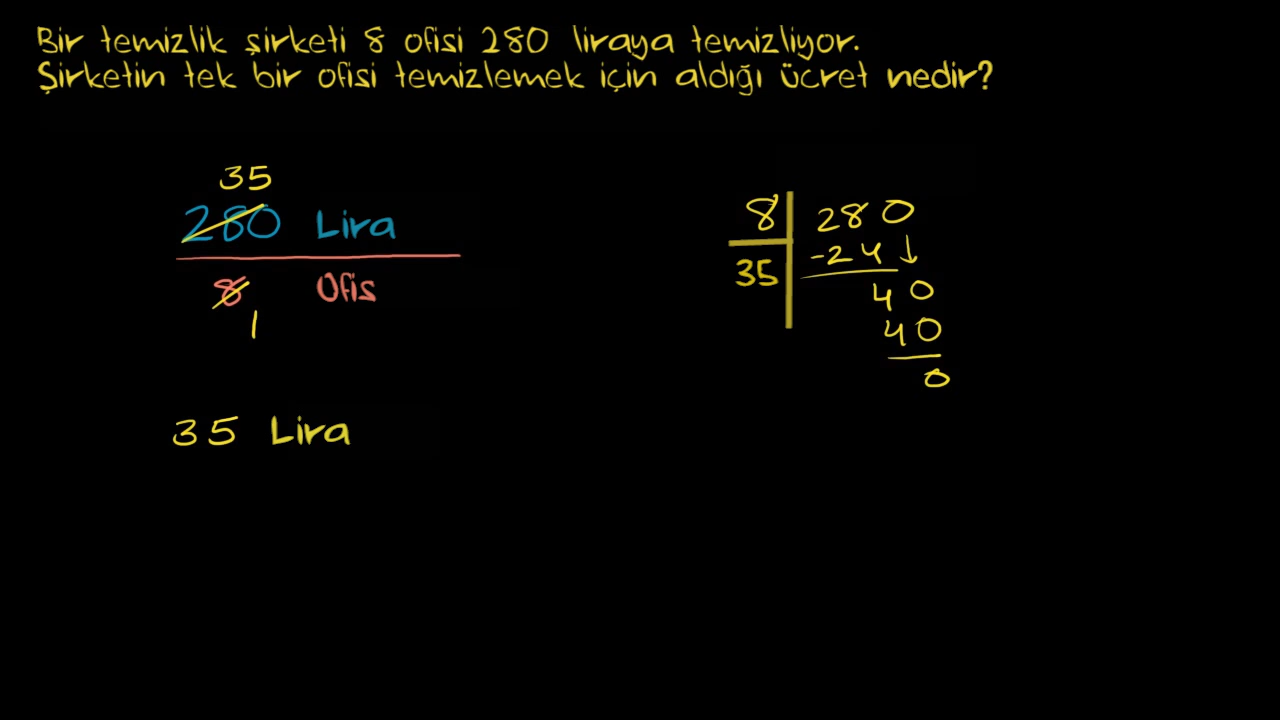 Bir temizlik şirketi 8 ofisi 280 liraya temizliyor.
Şirketin tek bir ofisi temizlemek için aldığı ücret nedir?
35
280 Lira
8 Ofis
1
35 Lira
8 280
-24↓
35
40
40
0